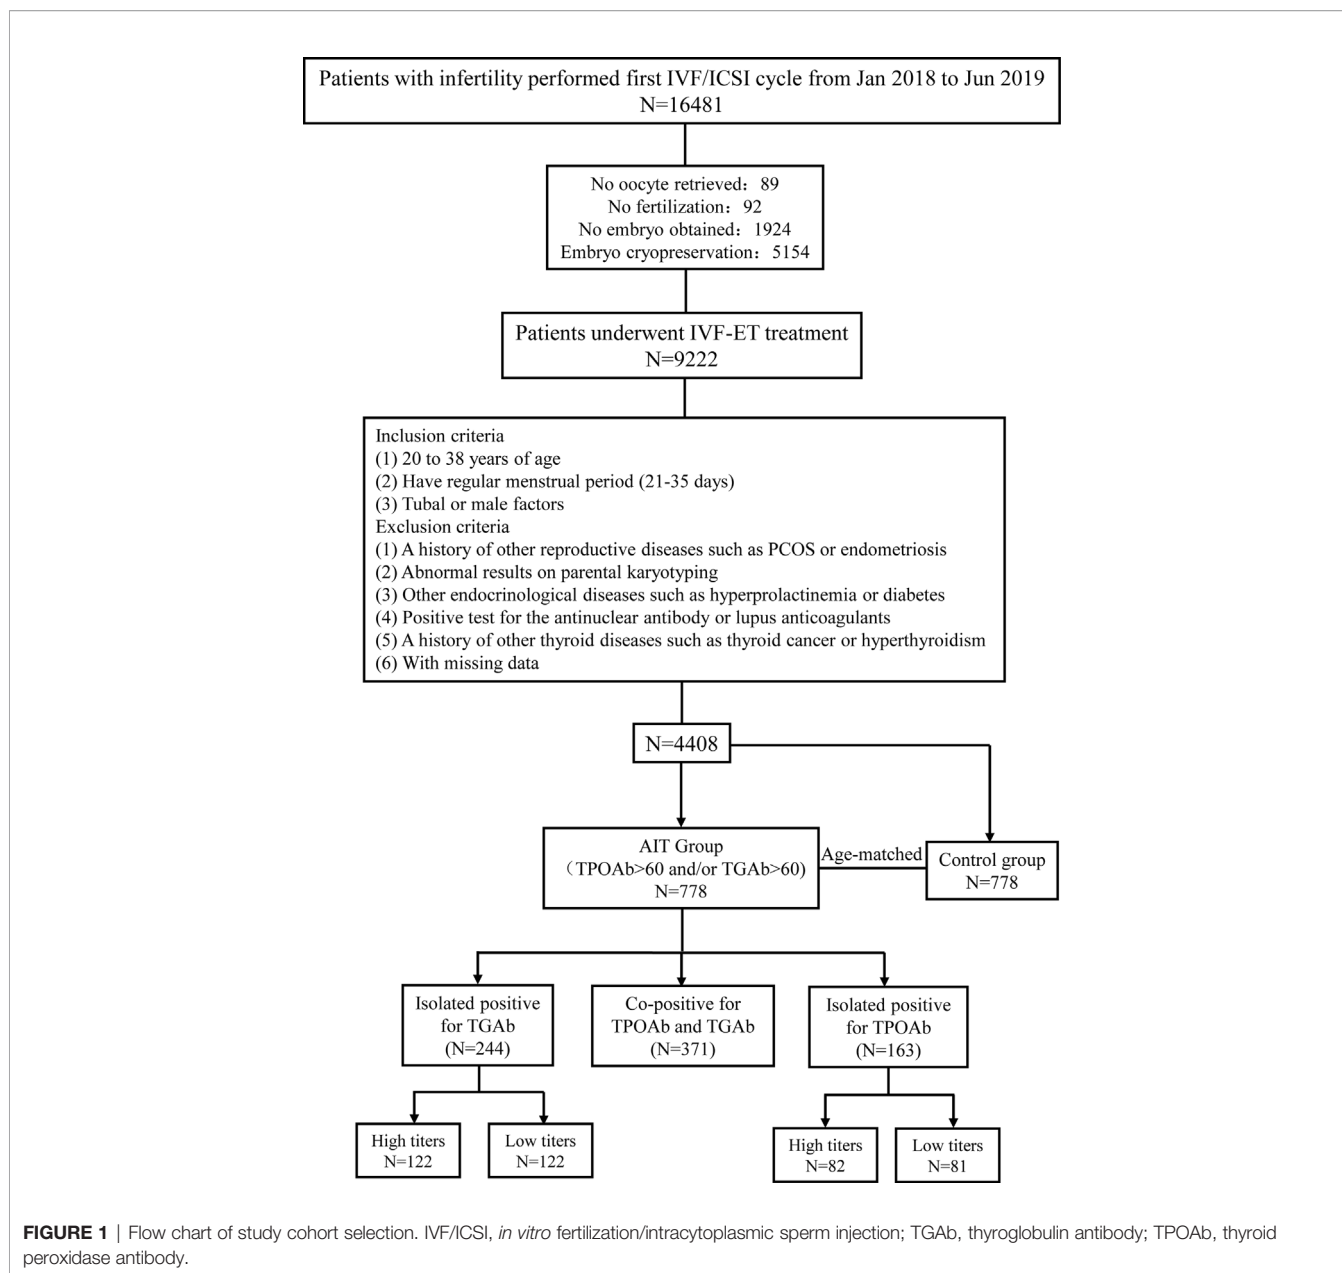 Patients with infertility performed first IVF/ICSI cycle from Jan 2018 to Jun 2019
N=16481
No oocyte retrieved：89
No fertilization：92
No embryo obtained：1924
Embryo cryopreservation：5154
Patients underwent IVF-ET treatment
N=9222
Inclusion criteria
(1) 20 to 38 years of age
(2) Have regular menstrual period (21-35 days)
(3) Tubal or male factors
Exclusion criteria
(1) A history of other reproductive diseases such as PCOS or endometriosis
(2) Abnormal results on parental karyotyping
(3) Other endocrinological diseases such as hyperprolactinemia or diabetes
(4) Positive test for the antinuclear antibody or lupus anticoagulants
(5) A history of other thyroid diseases such as thyroid cancer or hyperthyroidism
(6) With missing data
N=4408
AIT Group
（TPOAb>60 and/or TGAb>60)
N=778
Age-matched
Control group
N=778
Isolated positive
for TGAb
(N=244)
Co-positive for
TPOAb and TGAb
(N=371)
Isolated positive
for TPOAb
(N=163)
High titers
N=122
Low titers
N=122
High titers
N=82
Low titers
N=81
FIGURE 1 | Flow chart of study cohort selection. IVF/ICSI, in vitro fertilization/intracytoplasmic sperm injection; TGAb, thyroglobulin antibody; TPOAb, thyroid
peroxidase antibody.